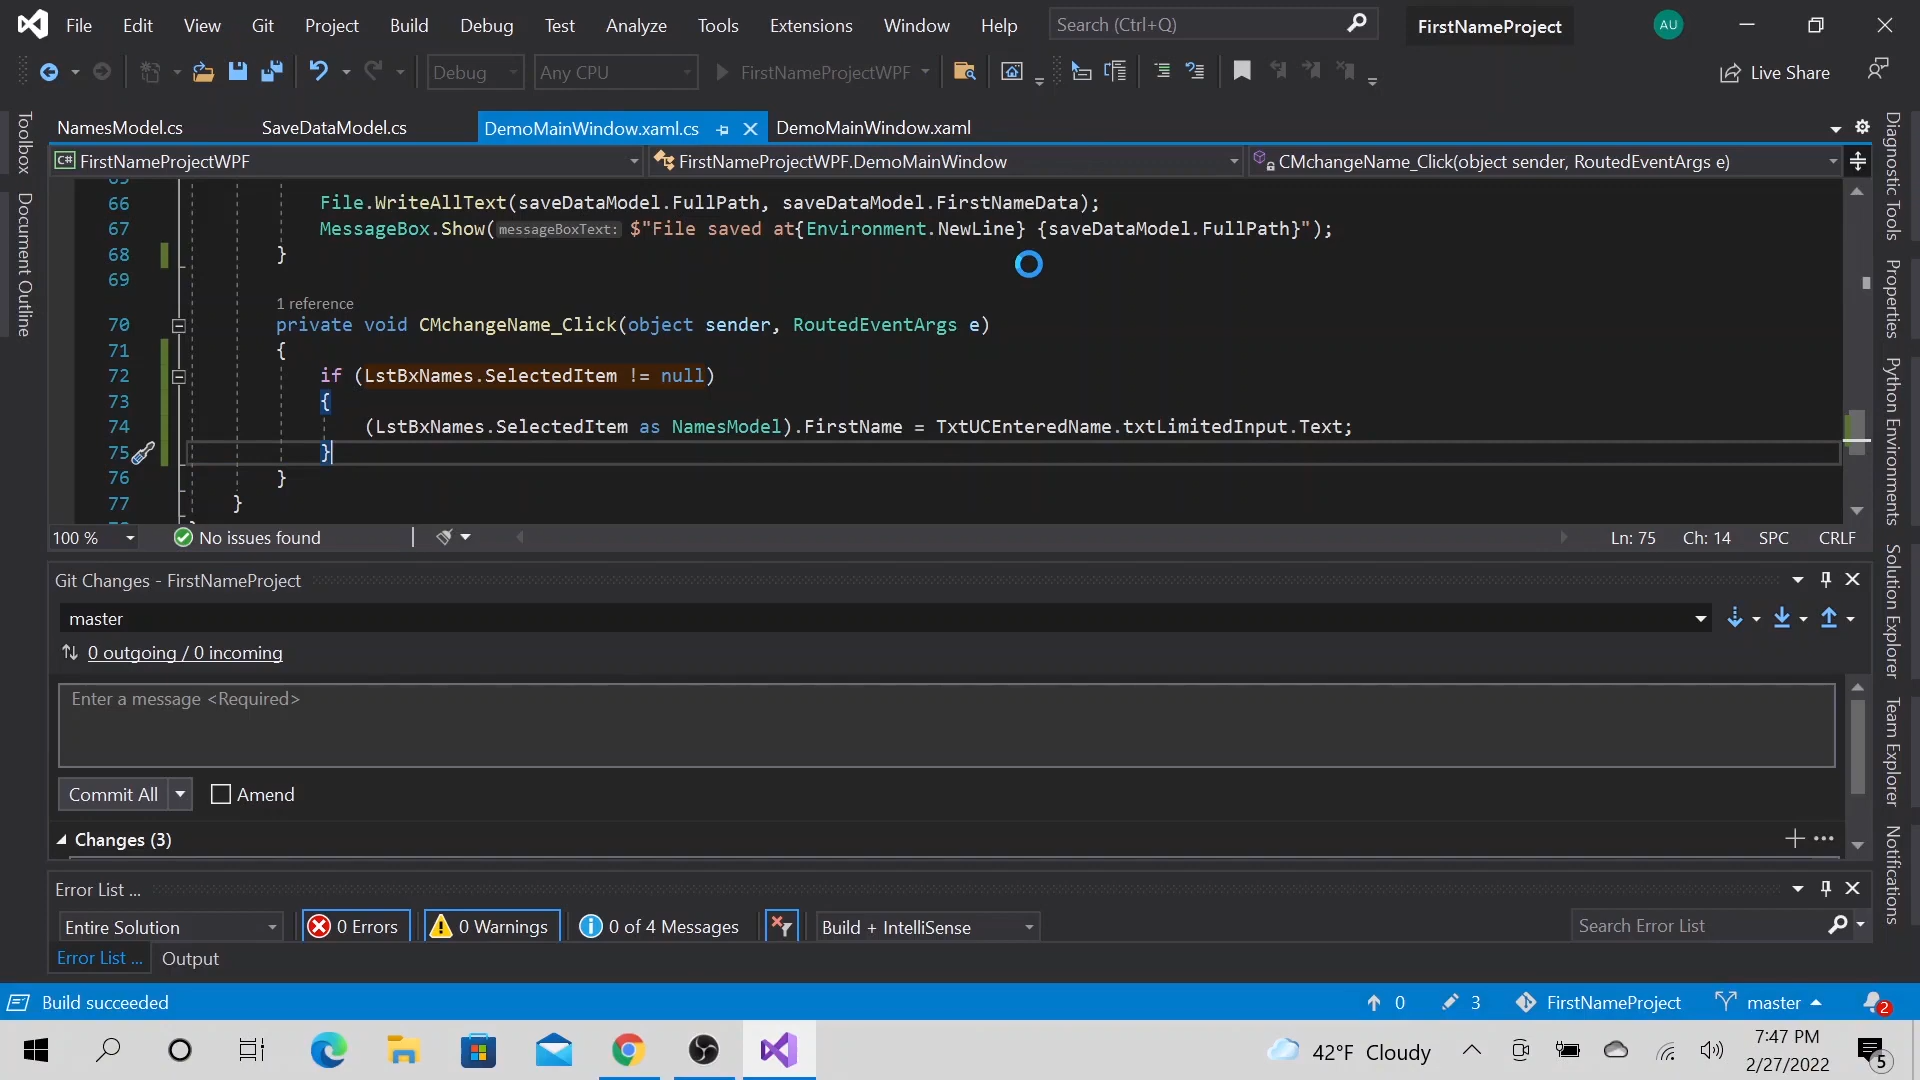 File Edit View Git Project Build Debug Test Analyze Tools Extensions Window Help Search (Ctrl+Q) FirstNameProject AU
Debug Any CPU FirstNameProjectWPF Live Share
NamesModel.cs SaveDataModel.cs DemoMainWindow.xaml.cs DemoMainWindow.xaml
C# FirstNameProjectWPF FirstNameProjectWPF.DemoMainWindow CMchangeName_Click(object sender, RoutedEventArgs e)
Toolbox
Document Outline
66 File.WriteAllText(saveDataModel.FullPath, saveDataModel.FirstNameData);
67 MessageBox.Show(messageBoxText: $"File saved at{Environment.NewLine} {saveDataModel.FullPath}");
68 }
69
1 reference
70 private void CMchangeName_Click(object sender, RoutedEventArgs e)
71 {
72 if (LstBxNames.SelectedItem != null)
73 {
74 (LstBxNames.SelectedItem as NamesModel).FirstName = TxtUCEnteredName.txtLimitedInput.Text;
75 }
76 }
77 }
100 % No issues found Ln: 75 Ch: 14 SPC CRLF
Diagnostic Tools
Properties
Python Environments
Solution Explorer
Team Explorer
Notifications
Git Changes - FirstNameProject
master
0 outgoing / 0 incoming
Enter a message <Required>
Commit All Amend
Changes (3)
Error List ...
Entire Solution 0 Errors 0 Warnings 0 of 4 Messages Build + IntelliSense Search Error List
Error List ... Output
Build succeeded 0 3 FirstNameProject master 2
42°F Cloudy 7:47 PM
2/27/2022 5